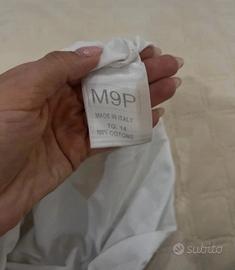 M9P
MADE IN ITALY
TG. 14
100% COTONE
subito